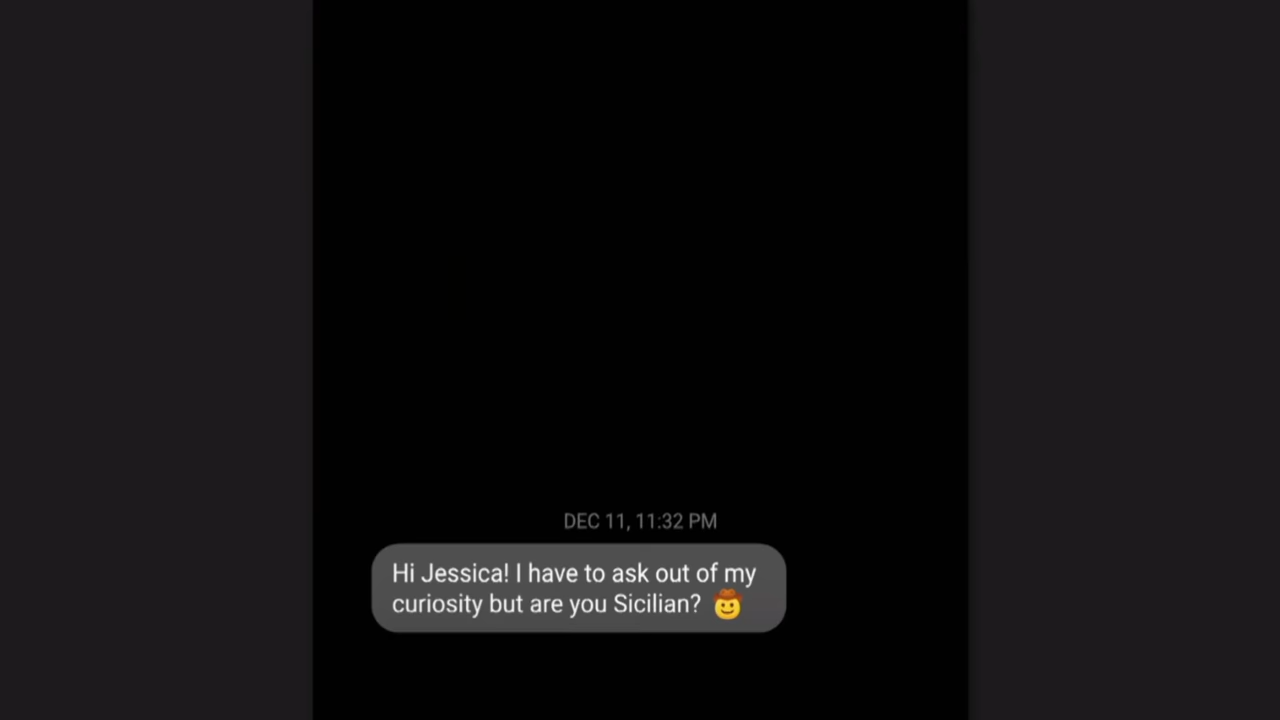 DEC 11, 11:32 PM
Hi Jessica! I have to ask out of my
curiosity but are you Sicilian? 🤠